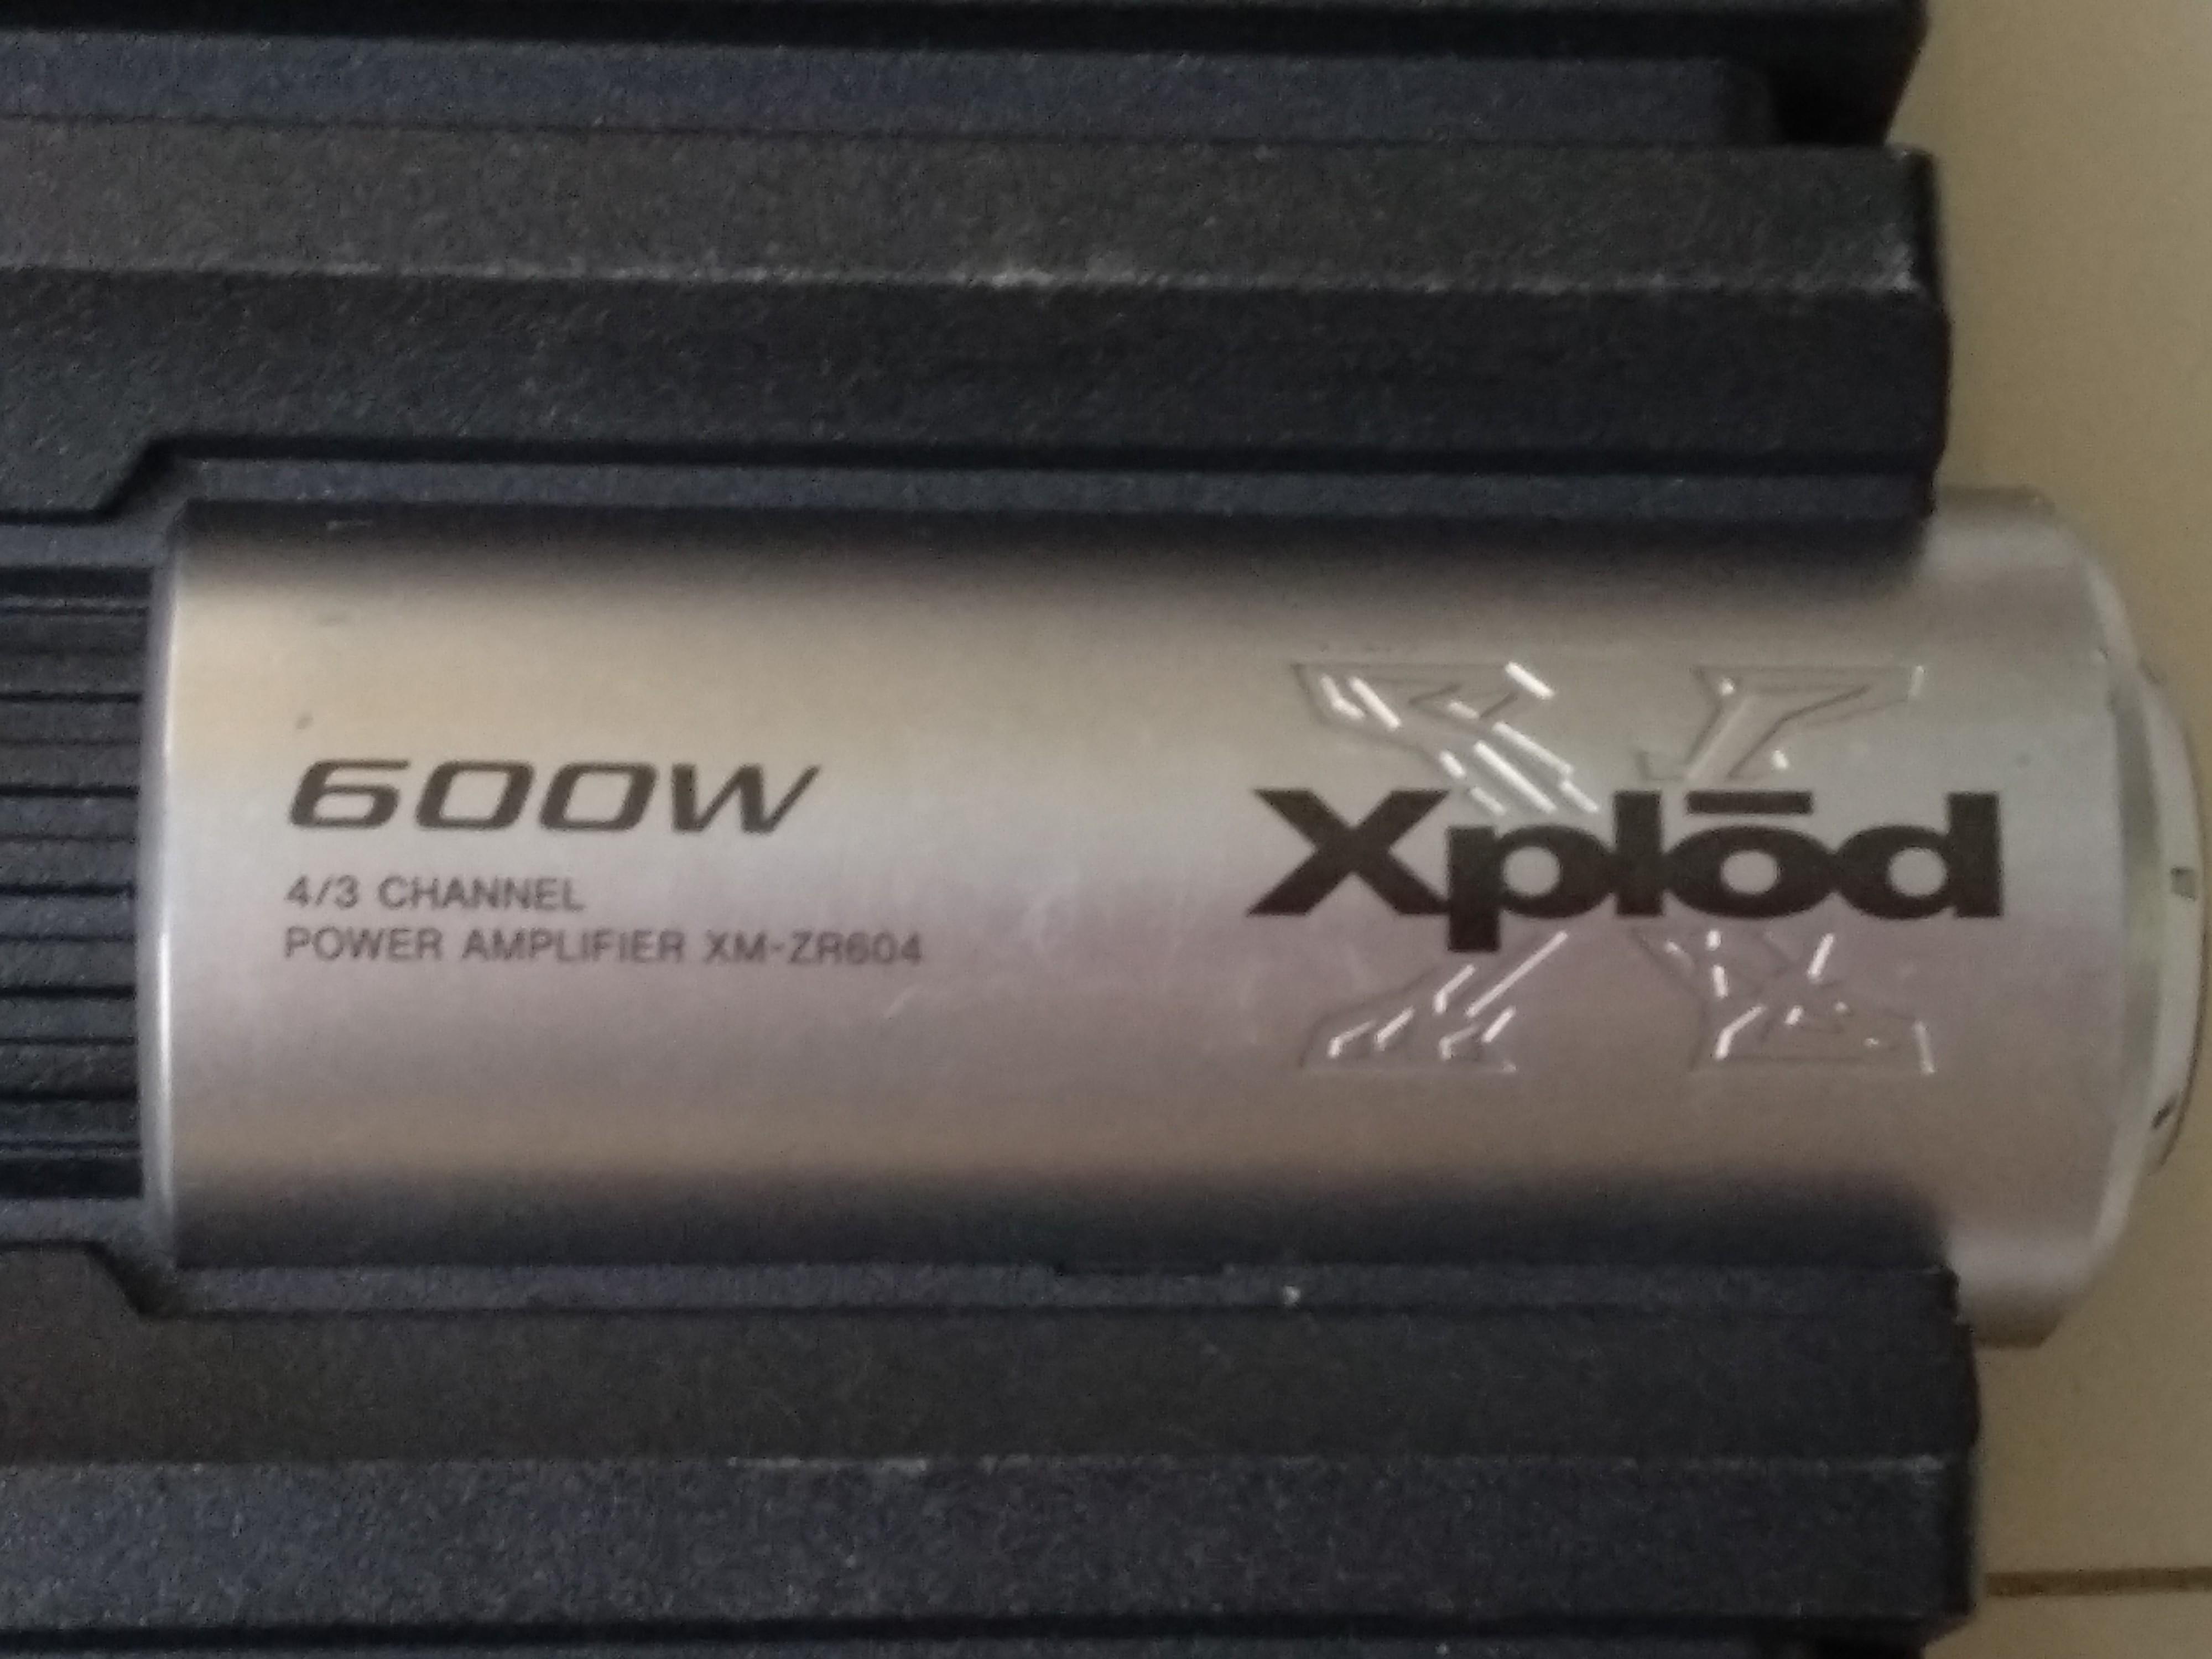 600W
4/3 CHANNEL
POWER AMPLIFIER XM-ZR604
Xplōd